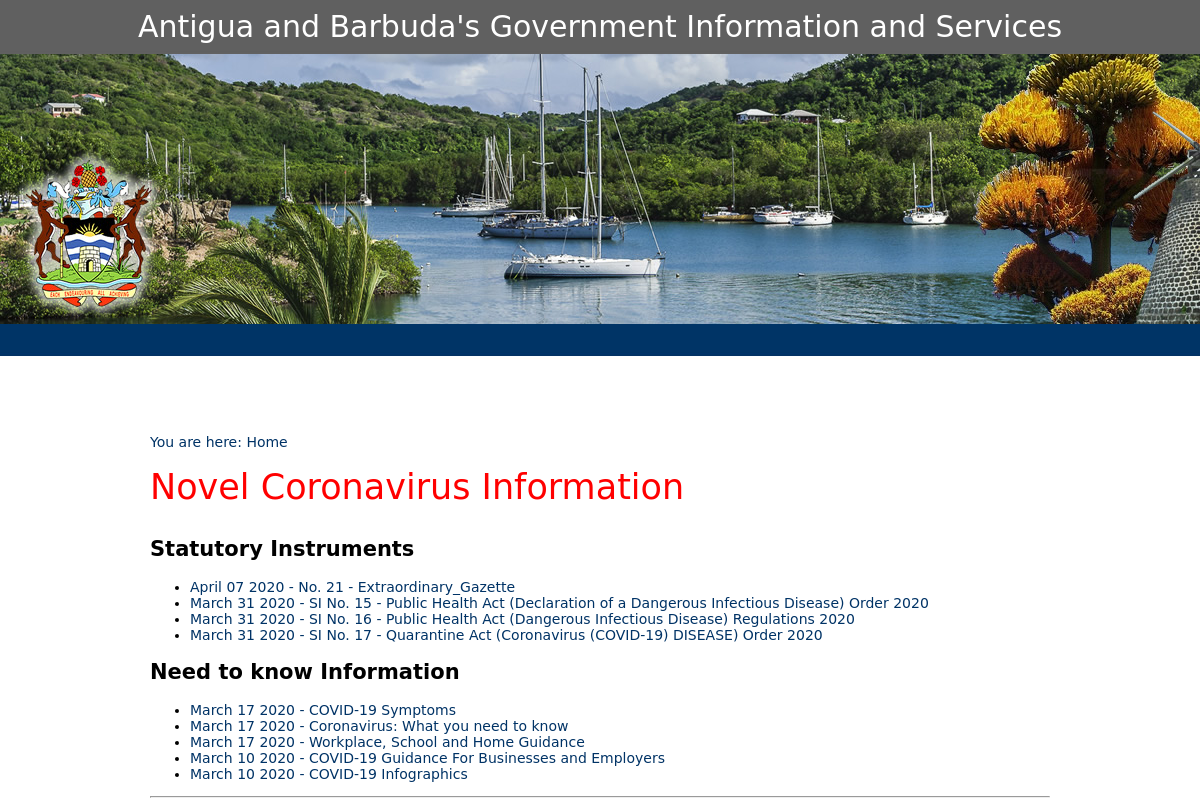 Antigua and Barbuda's Government Information and Services
EACH ENDEAVOURING ALL ACHIEVING
You are here: Home
Novel Coronavirus Information
Statutory Instruments
April 07 2020 - No. 21 - Extraordinary_Gazette
March 31 2020 - SI No. 15 - Public Health Act (Declaration of a Dangerous Infectious Disease) Order 2020
March 31 2020 - SI No. 16 - Public Health Act (Dangerous Infectious Disease) Regulations 2020
March 31 2020 - SI No. 17 - Quarantine Act (Coronavirus (COVID-19) DISEASE) Order 2020
Need to know Information
March 17 2020 - COVID-19 Symptoms
March 17 2020 - Coronavirus: What you need to know
March 17 2020 - Workplace, School and Home Guidance
March 10 2020 - COVID-19 Guidance For Businesses and Employers
March 10 2020 - COVID-19 Infographics